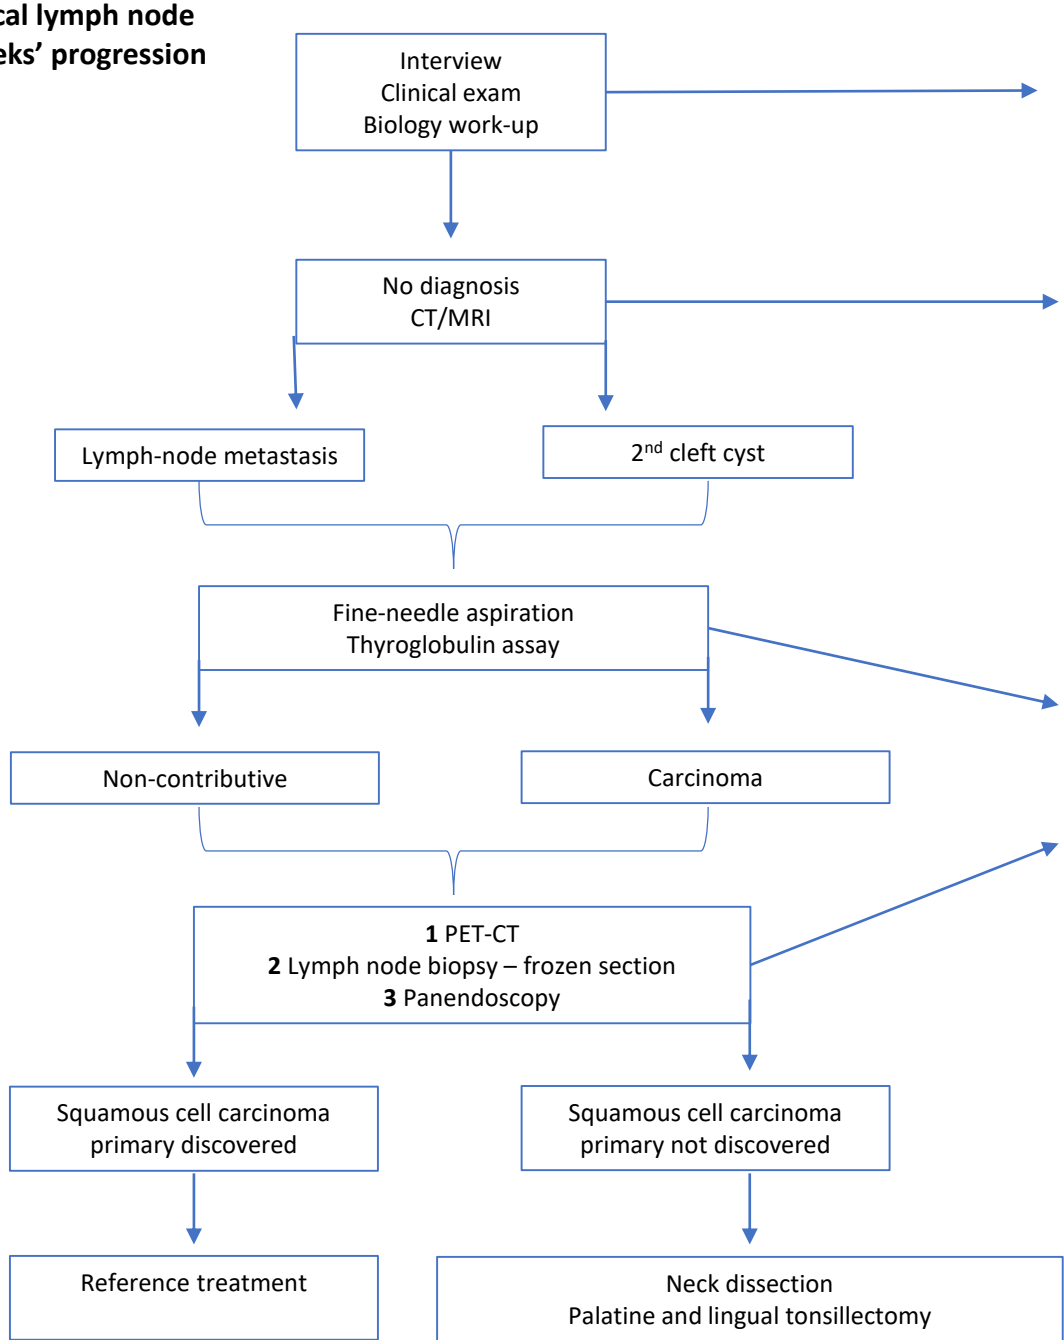 cal lymph node
eks’ progression
Interview
Clinical exam
Biology work-up
No diagnosis
CT/MRI
Lymph-node metastasis
2nd cleft cyst
Fine-needle aspiration
Thyroglobulin assay
Non-contributive
Carcinoma
1 PET-CT
2 Lymph node biopsy – frozen section
3 Panendoscopy
Squamous cell carcinoma
primary discovered
Squamous cell carcinoma
primary not discovered
Reference treatment
Neck dissection
Palatine and lingual tonsillectomy